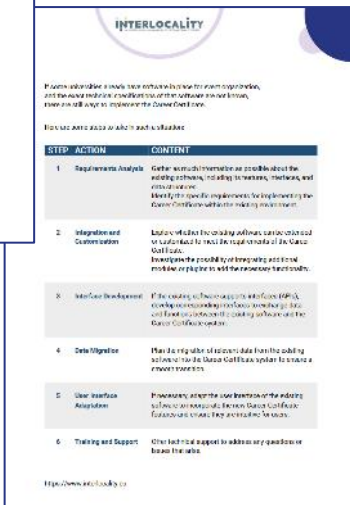 INTERLOCALITY
If some universities already have software in place for event organization,
and the exact technical specifications of that software are not known,
there are still ways to implement the Career Certificate.
Here are some steps to take in such a situation:
STEP ACTION CONTENT
1 Requirements Analysis Gather as much information as possible about the
existing software, including its features, interfaces, and
data structures.
Identify the specific requirements for implementing the
Career Certificate within the existing environment.
2 Integration and Customization Explore whether the existing software can be extended
or customized to meet the requirements of the Career
Certificate.
Investigate the possibility of integrating additional
modules or plugins to add the necessary functionality.
3 Interface Development If the existing software supports interfaces (APIs),
develop corresponding interfaces to exchange data
and functions between the existing software and the
Career Certificate system.
4 Data Migration Plan the migration of relevant data from the existing
software into the Career Certificate system to ensure a
smooth transition.
5 User Interface Adaptation If necessary, adapt the user interface of the existing
software to incorporate the new Career Certificate
features and ensure they are intuitive for users.
6 Training and Support Offer technical support to address any questions or
issues that arise.